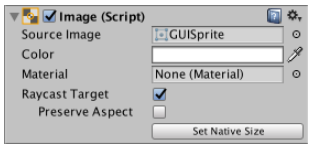 Image (Script)
Source Image GUISprite
Color
Material None (Material)
Raycast Target
Preserve Aspect
Set Native Size